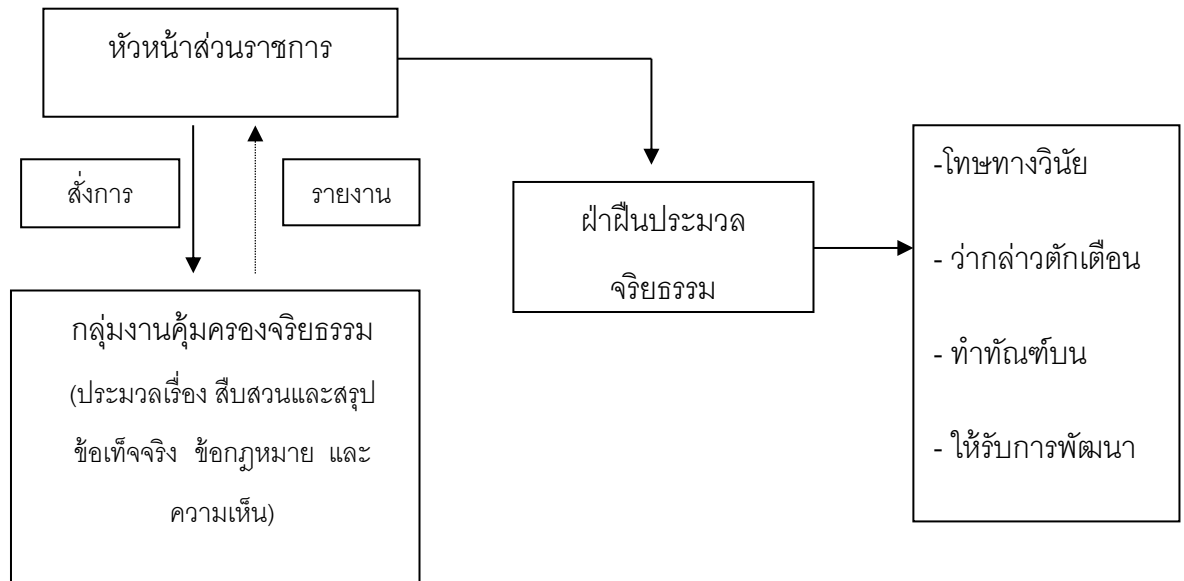 หัวหน้าส่วนราชการ
สั่งการ
รายงาน
กลุ่มงานคุ้มครองจริยธรรม
(ประมวลเรื่อง สืบสวนและสรุป
ข้อเท็จจริง ข้อกฎหมาย และ
ความเห็น)
ฝ่าฝืนประมวล
จริยธรรม
-โทษทางวินัย
- ว่ากล่าวตักเตือน
- ทำทัณฑ์บน
- ให้รับการพัฒนา